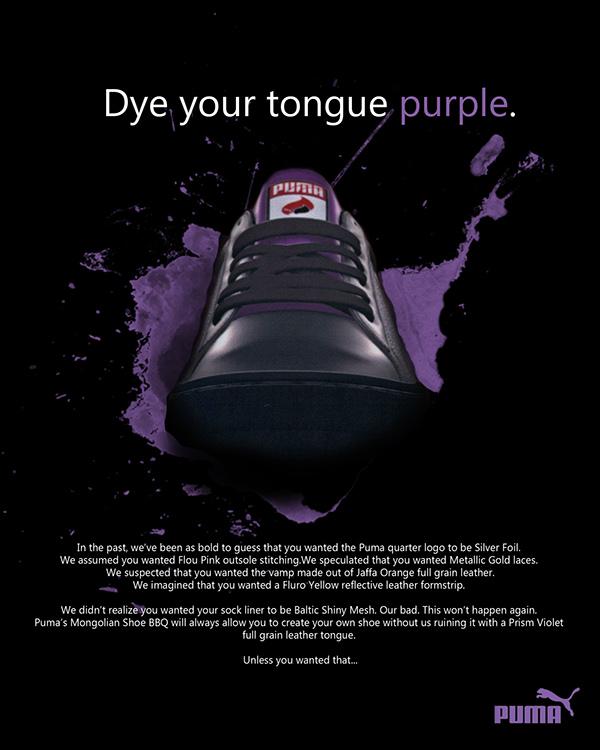 Dye your tongue purple.
PUMA
In the past, we've been as bold to guess that you wanted the Puma quarter logo to be Silver Foil.
We assumed you wanted Flou Pink outsole stitching.We speculated that you wanted Metallic Gold laces.
We suspected that you wanted the vamp made out of Jaffa Orange full grain leather.
We imagined that you wanted a Fluro Yellow reflective leather formstrip.
We didn't realize you wanted your sock liner to be Baltic Shiny Mesh. Our bad. This won't happen again.
Puma's Mongolian Shoe BBQ will always allow you to create your own shoe without us ruining it with a Prism Violet
full grain leather tongue.
Unless you wanted that...
PUMA